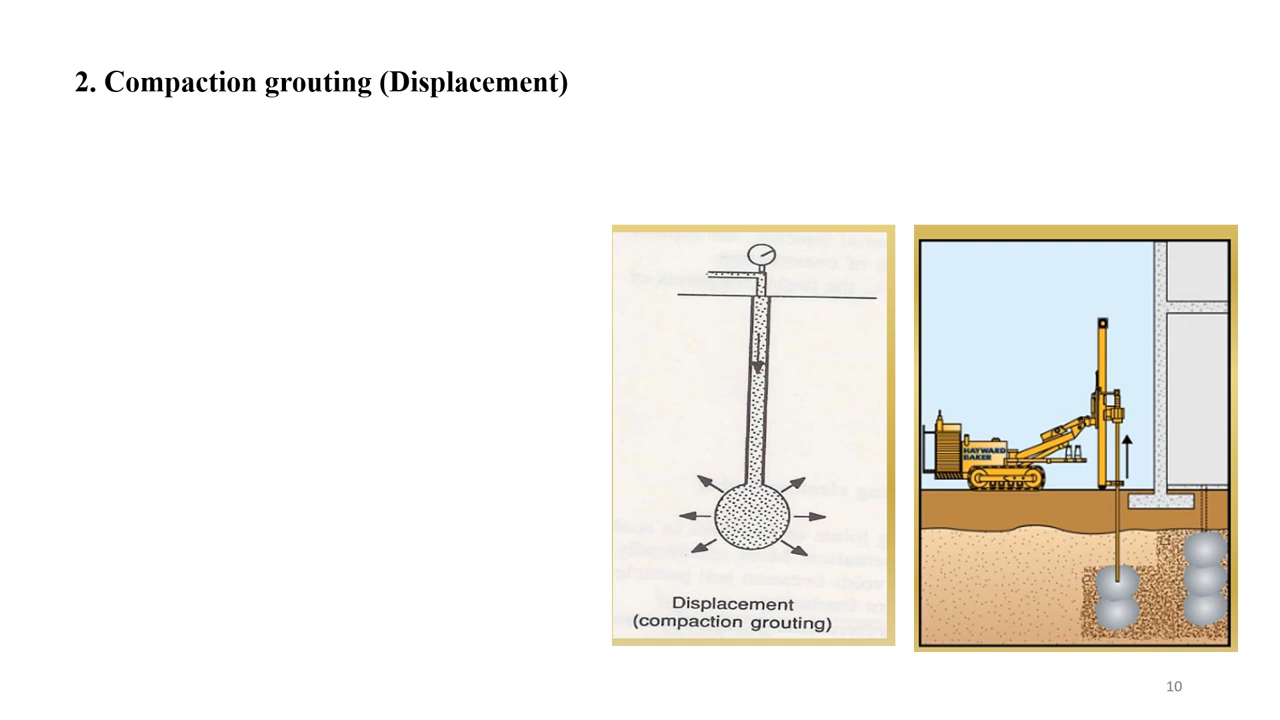 2. Compaction grouting (Displacement)
Displacement
(compaction grouting)
HAYWARD
BAKER
10